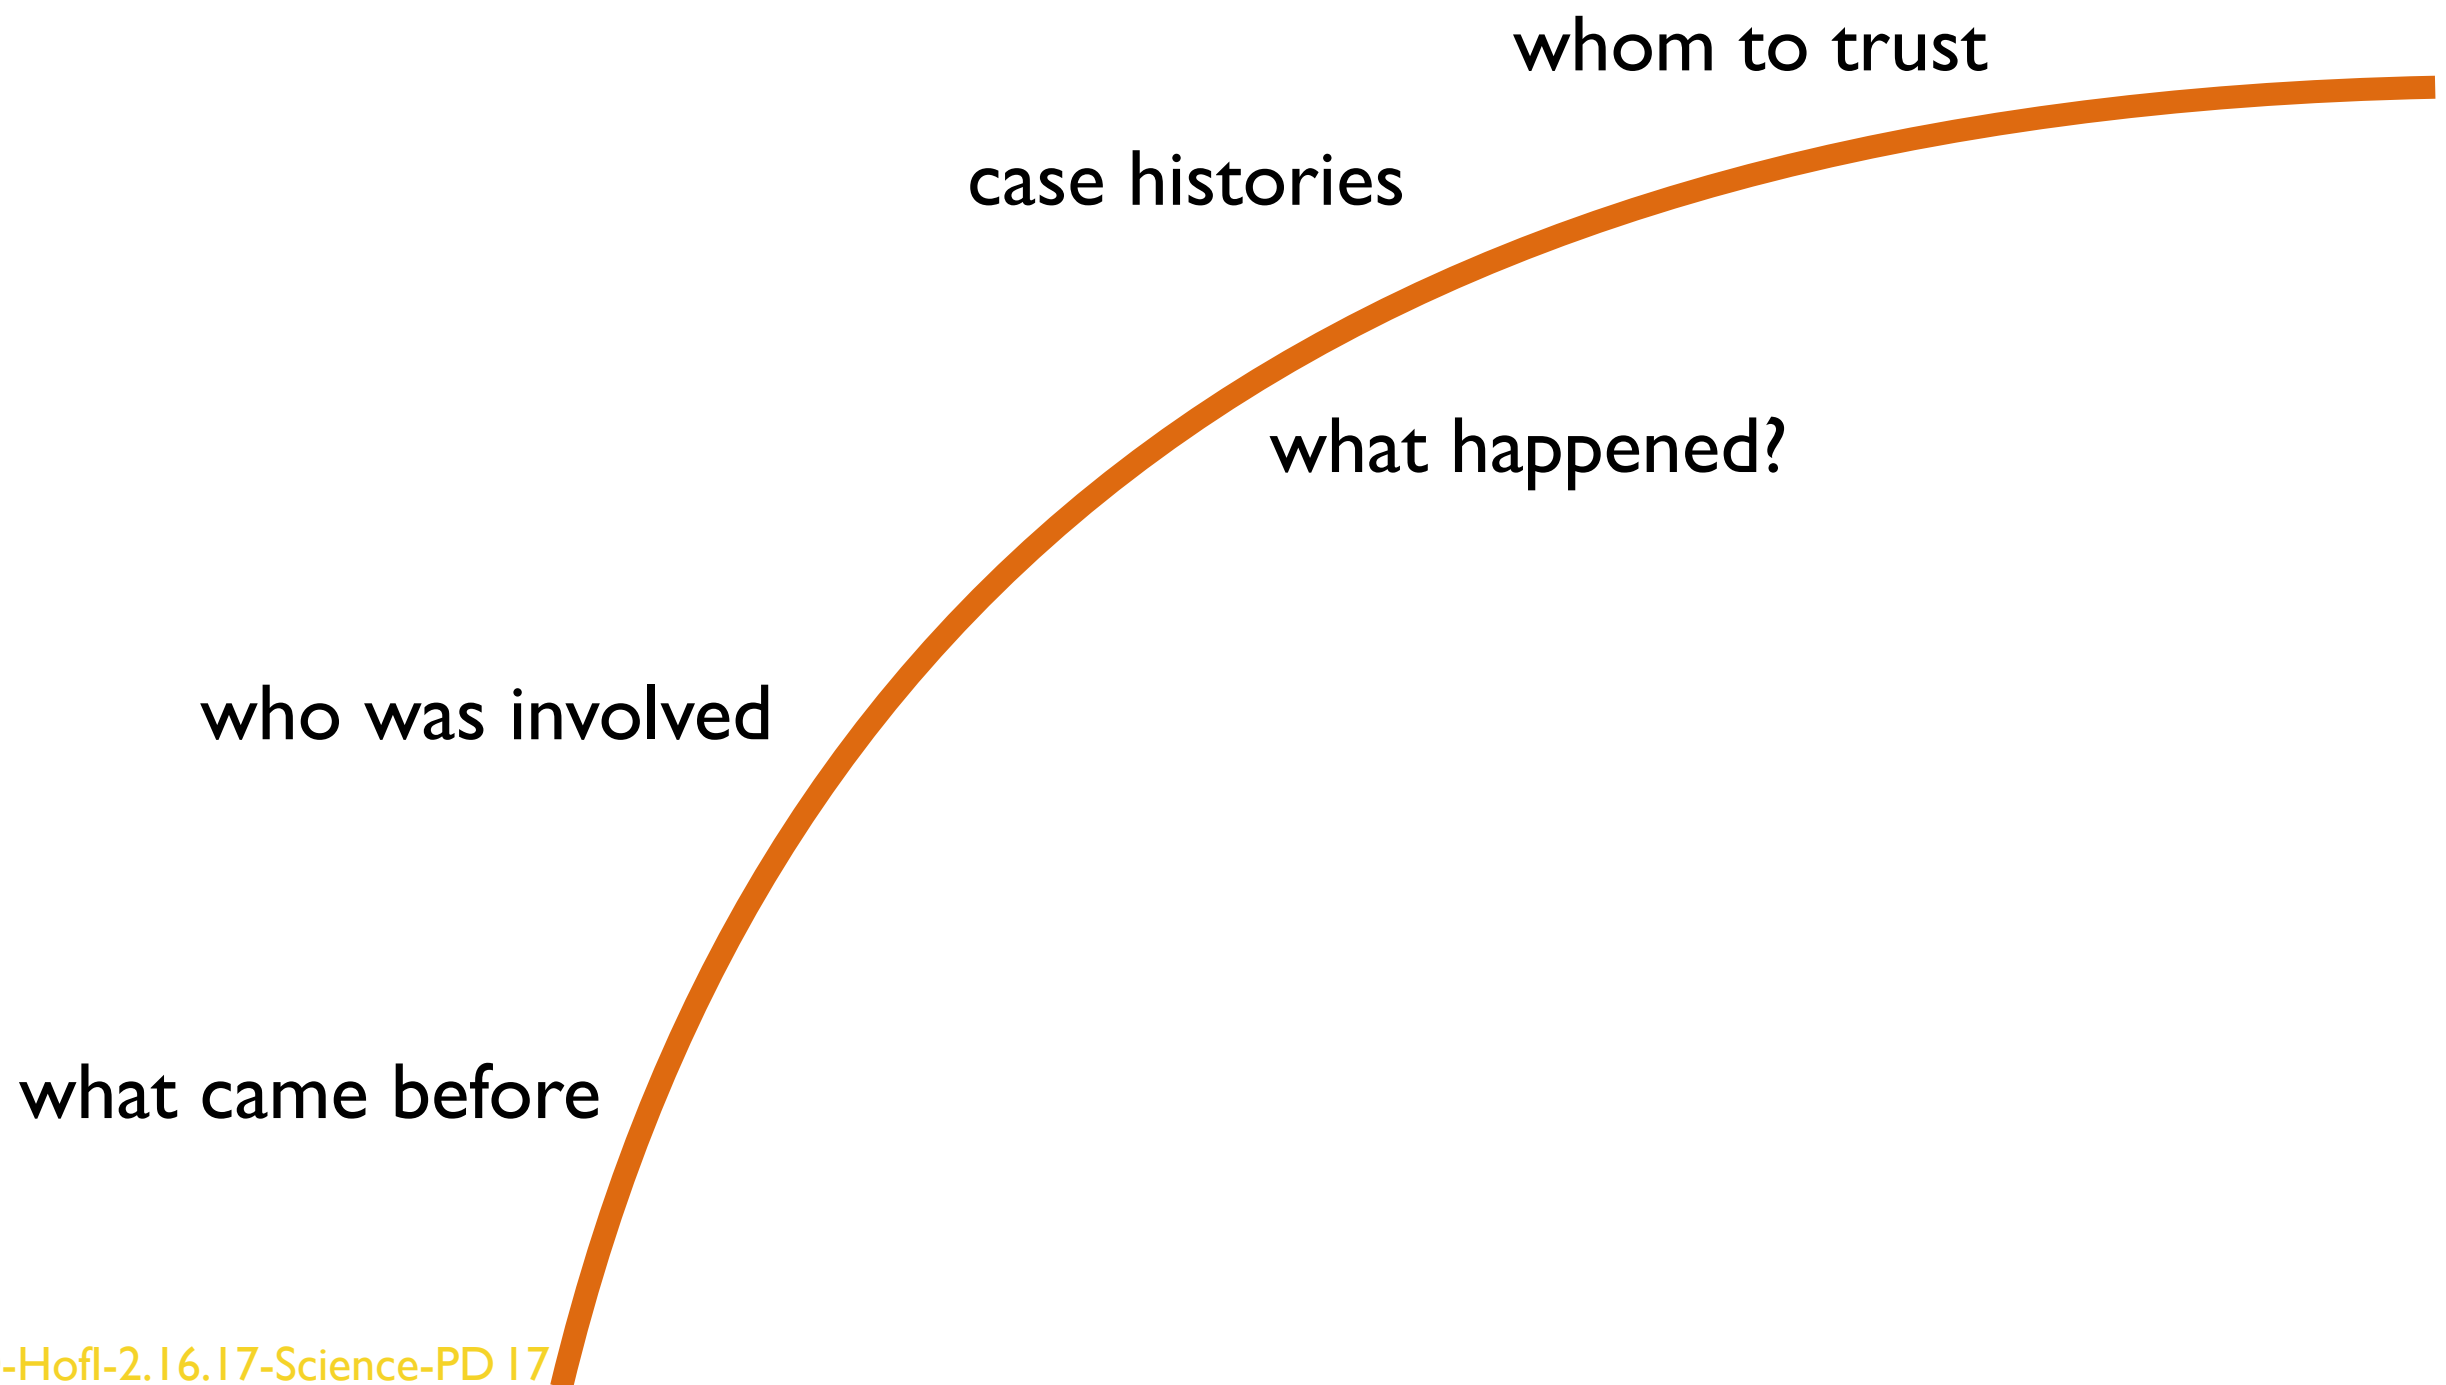 whom to trust
case histories
what happened?
who was involved
what came before
-Hofl-2.16.17-Science-PD 17